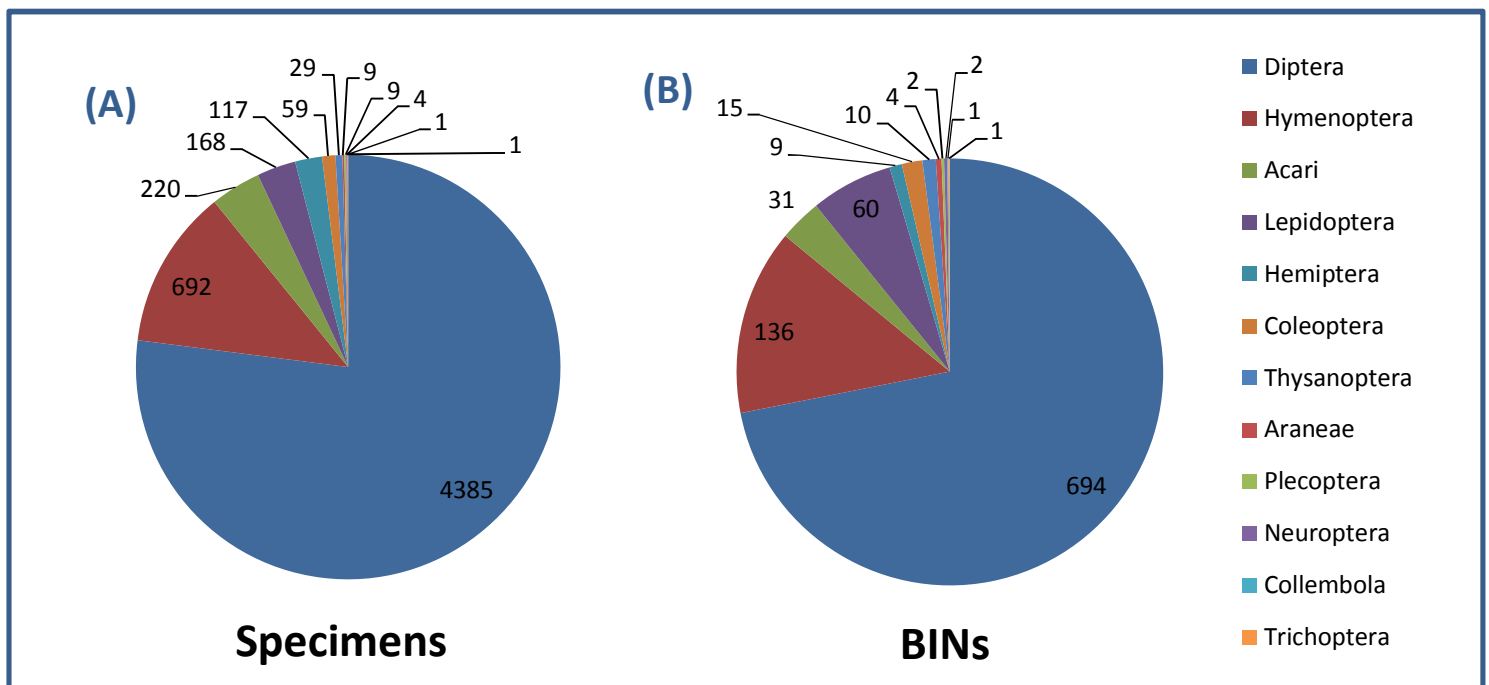 (A)
29
9
9
4
1
1
59
117
168
220
692
4385
Specimens
(B)
2
2
4
1
1
10
15
9
31
60
136
694
BINs
Diptera
Hymenoptera
Acari
Lepidoptera
Hemiptera
Coleoptera
Thysanoptera
Araneae
Plecoptera
Neuroptera
Collembola
Trichoptera